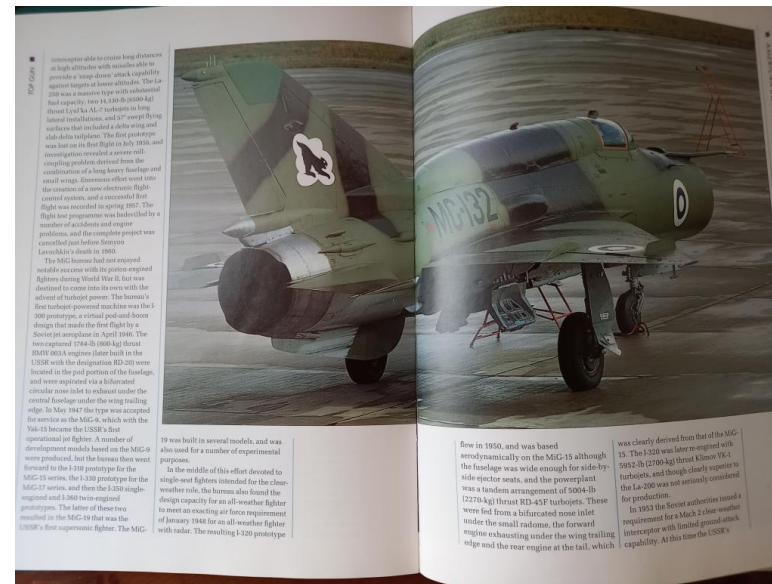 TOP GUN
interceptor able to cruise long distances
at high altitudes with missiles able to
provide a 'snap-down' attack capability
against targets at lower altitudes. The La-
250 was a massive type with substantial
fuel capacity, two 14,330-lb (6500-kg)
thrust Lyul'ka AL-7 turbojets in long
lateral installations, and 57° swept flying
surfaces that included a delta wing and
slab delta tailplane. The first prototype
was lost on its first flight in July 1956, and
investigation revealed a severe roll-
coupling problem derived from the
combination of a long heavy fuselage and
small wings. Enormous effort went into
the creation of a new electronic flight-
control system, and a successful first
flight was recorded in spring 1957. The
flight test programme was bedevilled by a
number of accidents and engine
problems, and the complete project was
cancelled just before Semyon
Lavochkin's death in 1960.
The MiG bureau had not enjoyed
notable success with its piston-engined
fighters during World War II, but was
destined to come into its own with the
advent of turbojet power. The bureau's
first turbojet-powered machine was the I-
300 prototype, a virtual pod-and-boom
design that made the first flight by a
Soviet jet aeroplane in April 1946. The
two captured 1764-lb (800-kg) thrust
BMW 003A engines (later built in the
USSR with the designation RD-20) were
located in the pod portion of the fuselage,
and were aspirated via a bifurcated
circular nose inlet to exhaust under the
central fuselage under the wing trailing
edge. In May 1947 the type was accepted
for service as the MiG-9, which with the
Yak-15 became the USSR's first
operational jet fighter. A number of
development models based on the MiG-9
were produced, but the bureau then went
forward to the I-310 prototype for the
MiG-15 series, the I-330 prototype for the
MiG-17 series, and then the I-350 single-
engined and I-360 twin-engined
prototypes. The latter of these two
resulted in the MiG-19 that was the
USSR's first supersonic fighter. The MiG-
19 was built in several models, and was
also used for a number of experimental
purposes.
In the middle of this effort devoted to
single-seat fighters intended for the clear-
weather role, the bureau also found the
design capacity for an all-weather fighter
to meet an exacting air force requirement
of January 1948 for an all-weather fighter
with radar. The resulting I-320 prototype
MG-132
flew in 1950, and was based
aerodynamically on the MiG-15 although
the fuselage was wide enough for side-by-
side ejector seats, and the powerplant
was a tandem arrangement of 5004-lb
(2270-kg) thrust RD-45F turbojets. These
were fed from a bifurcated nose inlet
under the small radome, the forward
engine exhausting under the wing trailing
edge and the rear engine at the tail, which
was clearly derived from that of the MiG-
15. The I-320 was later re-engined with
5952-lb (2700-kg) thrust Klimov VK-1
turbojets, and though clearly superior to
the La-200 was not seriously considered
for production.
In 1953 the Soviet authorities issued a
requirement for a Mach 2 clear-weather
interceptor with limited ground-attack
capability. At this time the USSR's